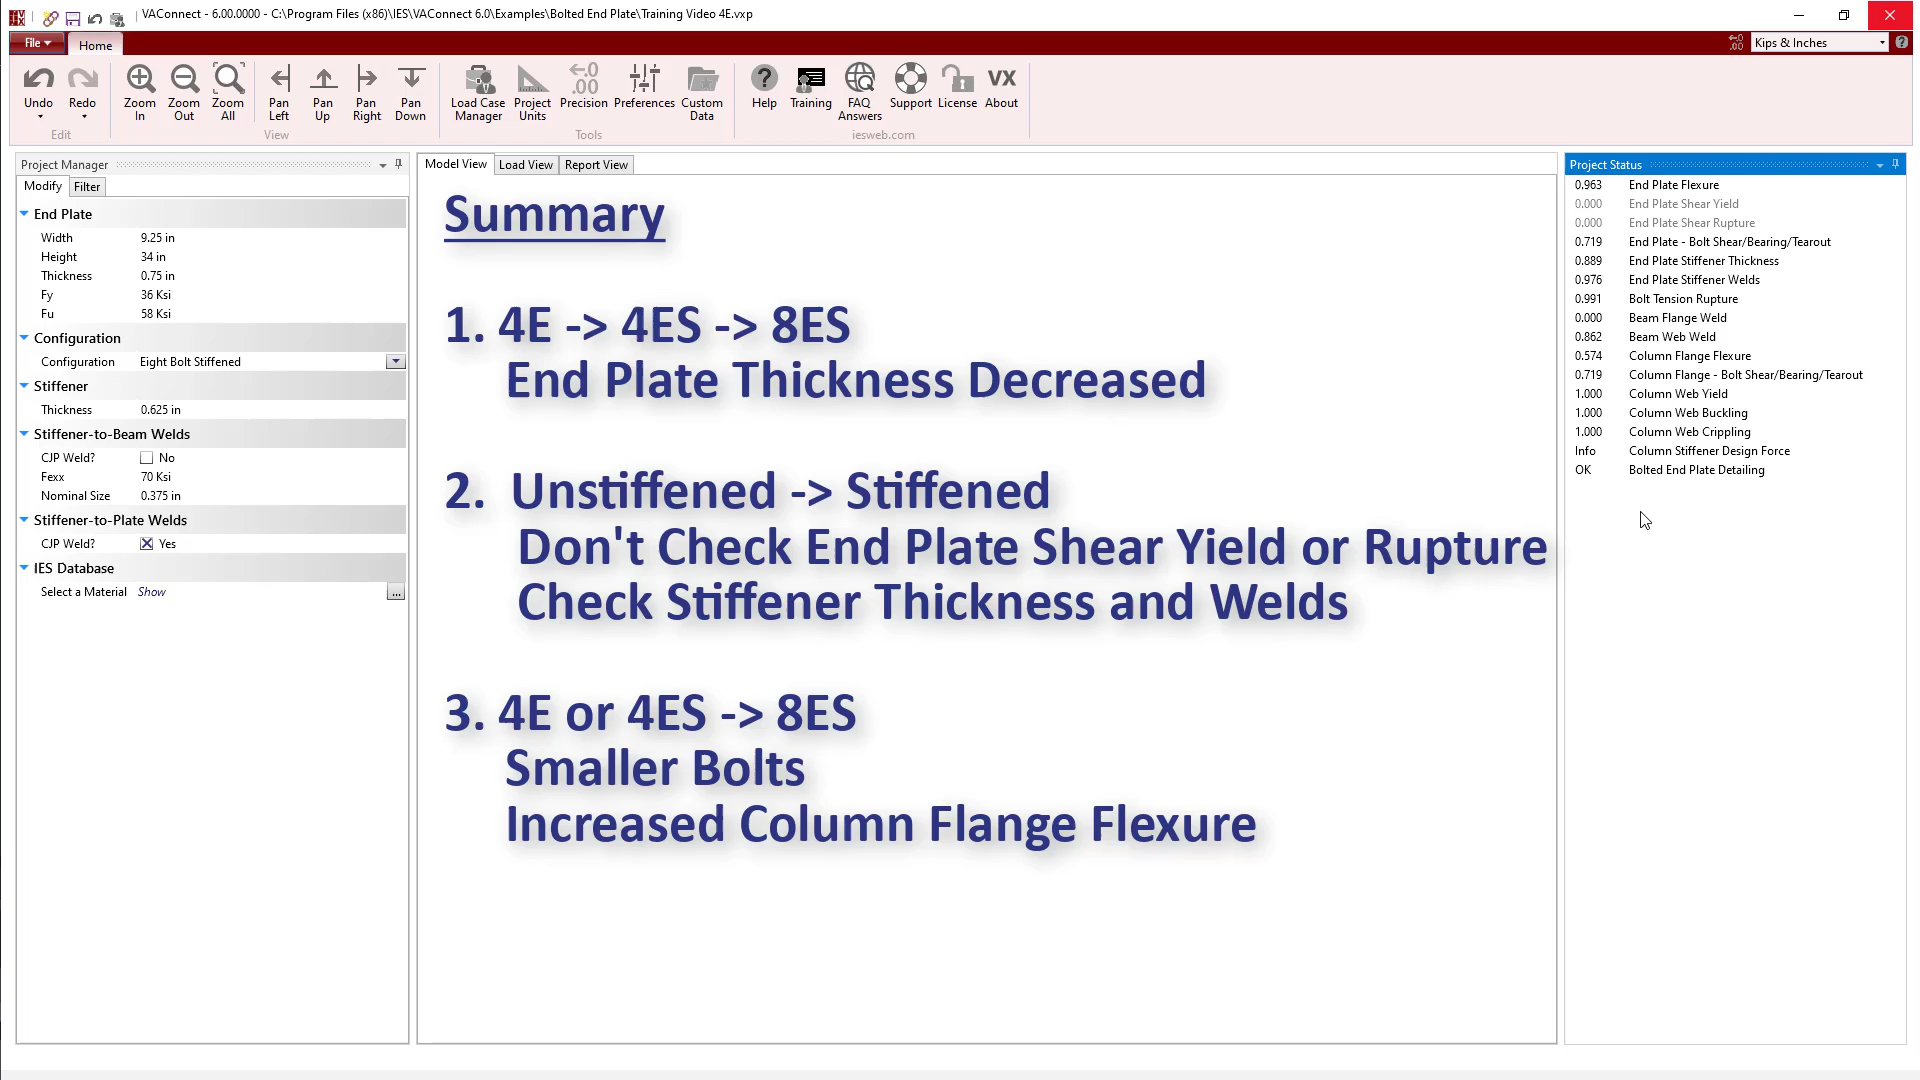 VAConnect - 6.00.0000 - C:\Program Files (x86)\IES\VAConnect 6.0\Examples\Bolted End Plate\Training Video 4E.vxp
File Home
Kips & Inches
Undo
Redo
Zoom In
Zoom Out
Zoom All
Pan Left
Pan Up
Pan Right
Pan Down
Load Case Manager
Project Units
Precision
Preferences
Custom Data
Help
Training
FAQ Answers
Support
License
VX
About
Edit
View
Tools
iesweb.com
Project Manager
Modify Filter
End Plate
Width 9.25 in
Height 34 in
Thickness 0.75 in
Fy 36 Ksi
Fu 58 Ksi
Configuration
Configuration Eight Bolt Stiffened
Stiffener
Thickness 0.625 in
Stiffener-to-Beam Welds
CJP Weld? No
Fexx 70 Ksi
Nominal Size 0.375 in
Stiffener-to-Plate Welds
CJP Weld? Yes
IES Database
Select a Material Show ...
Model View Load View Report View
Summary
1. 4E -> 4ES -> 8ES
End Plate Thickness Decreased
2. Unstiffened -> Stiffened
Don't Check End Plate Shear Yield or Rupture
Check Stiffener Thickness and Welds
3. 4E or 4ES -> 8ES
Smaller Bolts
Increased Column Flange Flexure
Project Status
0.963 End Plate Flexure
0.000 End Plate Shear Yield
0.000 End Plate Shear Rupture
0.719 End Plate - Bolt Shear/Bearing/Tearout
0.889 End Plate Stiffener Thickness
0.976 End Plate Stiffener Welds
0.991 Bolt Tension Rupture
0.000 Beam Flange Weld
0.862 Beam Web Weld
0.574 Column Flange Flexure
0.719 Column Flange - Bolt Shear/Bearing/Tearout
1.000 Column Web Yield
1.000 Column Web Buckling
1.000 Column Web Crippling
Info Column Stiffener Design Force
OK Bolted End Plate Detailing